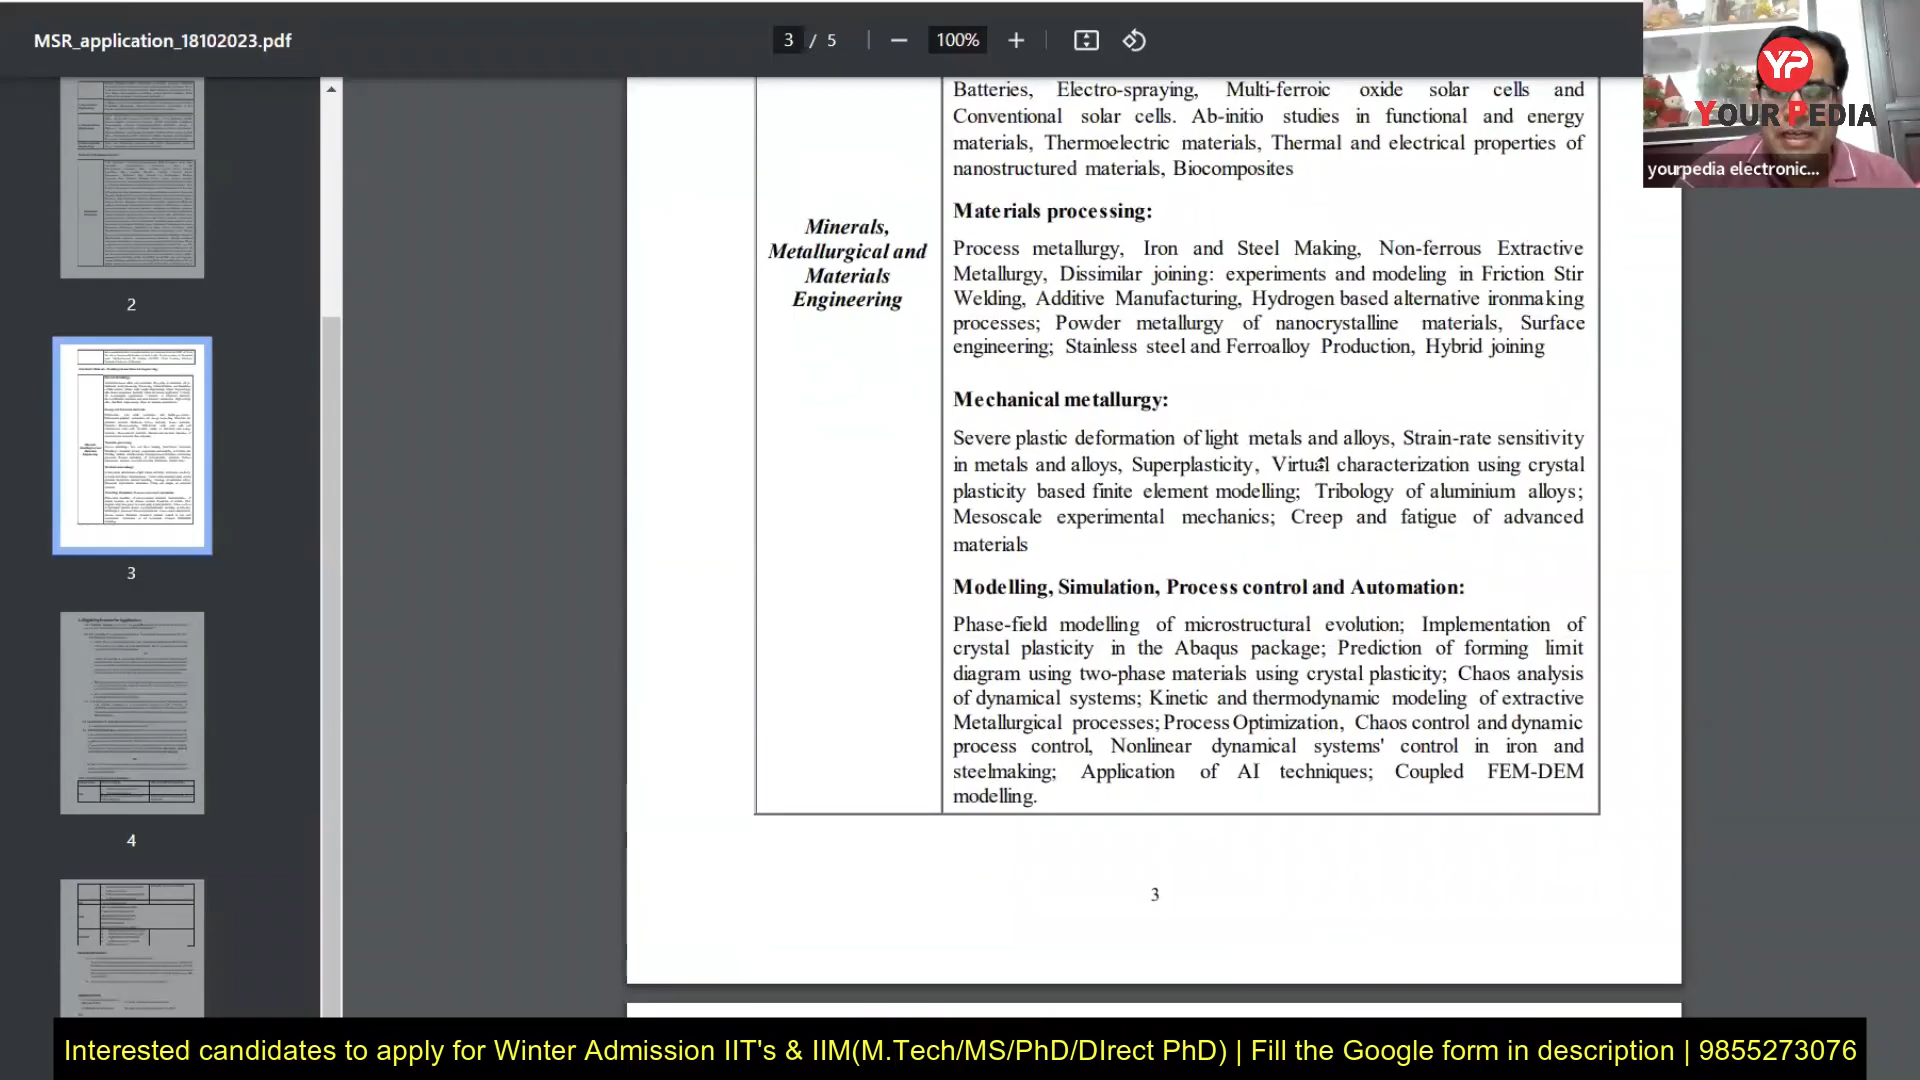 MSR_application_18102023.pdf
3 / 5
100%
YP
YOUR PEDIA
yourpedia electronic...
2
3
4
Batteries, Electro-spraying, Multi-ferroic oxide solar cells and
Conventional solar cells. Ab-initio studies in functional and energy
materials, Thermoelectric materials, Thermal and electrical properties of
nanostructured materials, Biocomposites
Minerals,
Metallurgical and
Materials
Engineering
Materials processing:
Process metallurgy, Iron and Steel Making, Non-ferrous Extractive
Metallurgy, Dissimilar joining: experiments and modeling in Friction Stir
Welding, Additive Manufacturing, Hydrogen based alternative ironmaking
processes; Powder metallurgy of nanocrystalline materials, Surface
engineering; Stainless steel and Ferroalloy Production, Hybrid joining
Mechanical metallurgy:
Severe plastic deformation of light metals and alloys, Strain-rate sensitivity
in metals and alloys, Superplasticity, Virtual characterization using crystal
plasticity based finite element modelling; Tribology of aluminium alloys;
Mesoscale experimental mechanics; Creep and fatigue of advanced
materials
Modelling, Simulation, Process control and Automation:
Phase-field modelling of microstructural evolution; Implementation of
crystal plasticity in the Abaqus package; Prediction of forming limit
diagram using two-phase materials using crystal plasticity; Chaos analysis
of dynamical systems; Kinetic and thermodynamic modeling of extractive
Metallurgical processes; Process Optimization, Chaos control and dynamic
process control, Nonlinear dynamical systems' control in iron and
steelmaking; Application of AI techniques; Coupled FEM-DEM
modelling.
3
Interested candidates to apply for Winter Admission IIT's & IIM(M.Tech/MS/PhD/DIrect PhD) | Fill the Google form in description | 9855273076